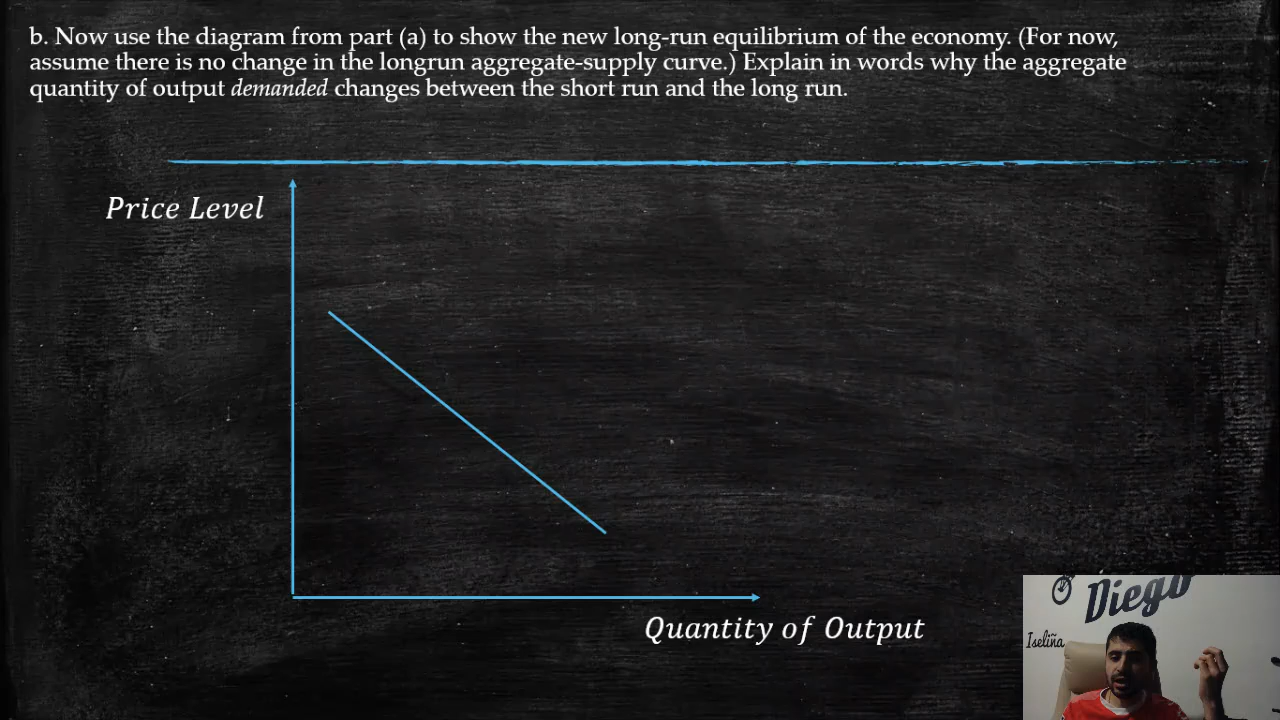 b. Now use the diagram from part (a) to show the new long-run equilibrium of the economy. (For now,
assume there is no change in the longrun aggregate-supply curve.) Explain in words why the aggregate
quantity of output demanded changes between the short run and the long run.
Price Level
Quantity of Output
Diego
Iseliña